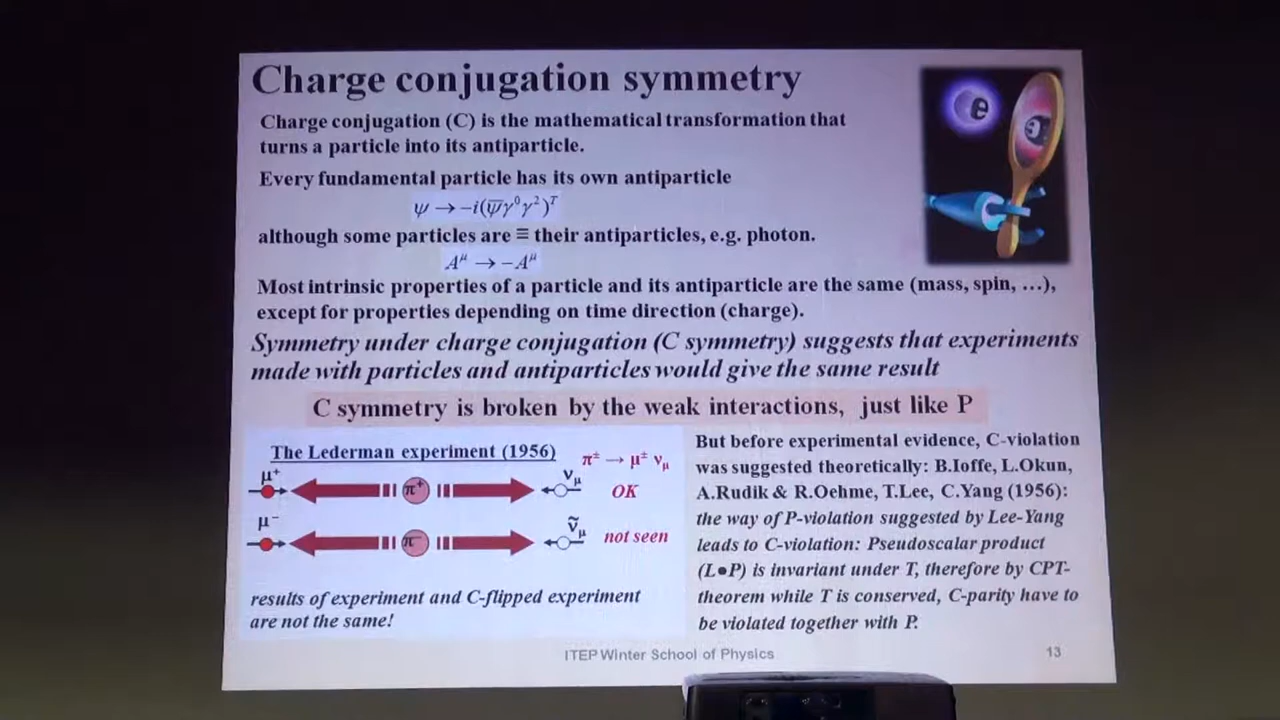 Charge conjugation symmetry
Charge conjugation (C) is the mathematical transformation that
turns a particle into its antiparticle.
Every fundamental particle has its own antiparticle
ψ → −i(ψ̅γ⁰γ²)ᵀ
although some particles are ≡ their antiparticles, e.g. photon.
Aᵘ → −Aᵘ
Most intrinsic properties of a particle and its antiparticle are the same (mass, spin, …),
except for properties depending on time direction (charge).
Symmetry under charge conjugation (C symmetry) suggests that experiments
made with particles and antiparticles would give the same result
C symmetry is broken by the weak interactions, just like P
The Lederman experiment (1956)
π± → μ± νμ
μ⁺ π⁺ νμ OK
μ⁻ π⁻ ν̃μ not seen
results of experiment and C-flipped experiment
are not the same!
But before experimental evidence, C-violation
was suggested theoretically: B.Ioffe, L.Okun,
A.Rudik & R.Oehme, T.Lee, C.Yang (1956):
the way of P-violation suggested by Lee-Yang
leads to C-violation: Pseudoscalar product
(L●P) is invariant under T, therefore by CPT-
theorem while T is conserved, C-parity have to
be violated together with P.
ITEP Winter School of Physics
13
e